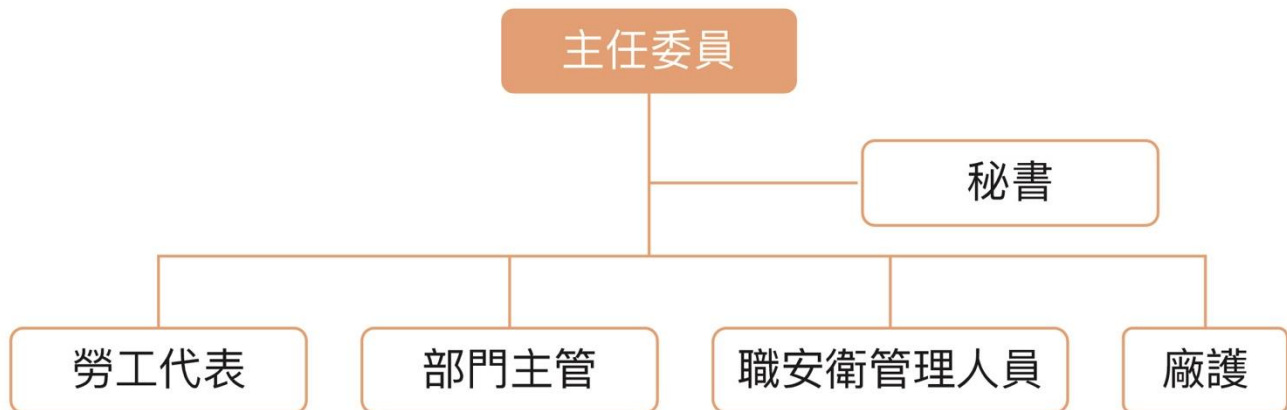 主任委員
秘書
勞工代表
部門主管
職安衛管理人員
廠護